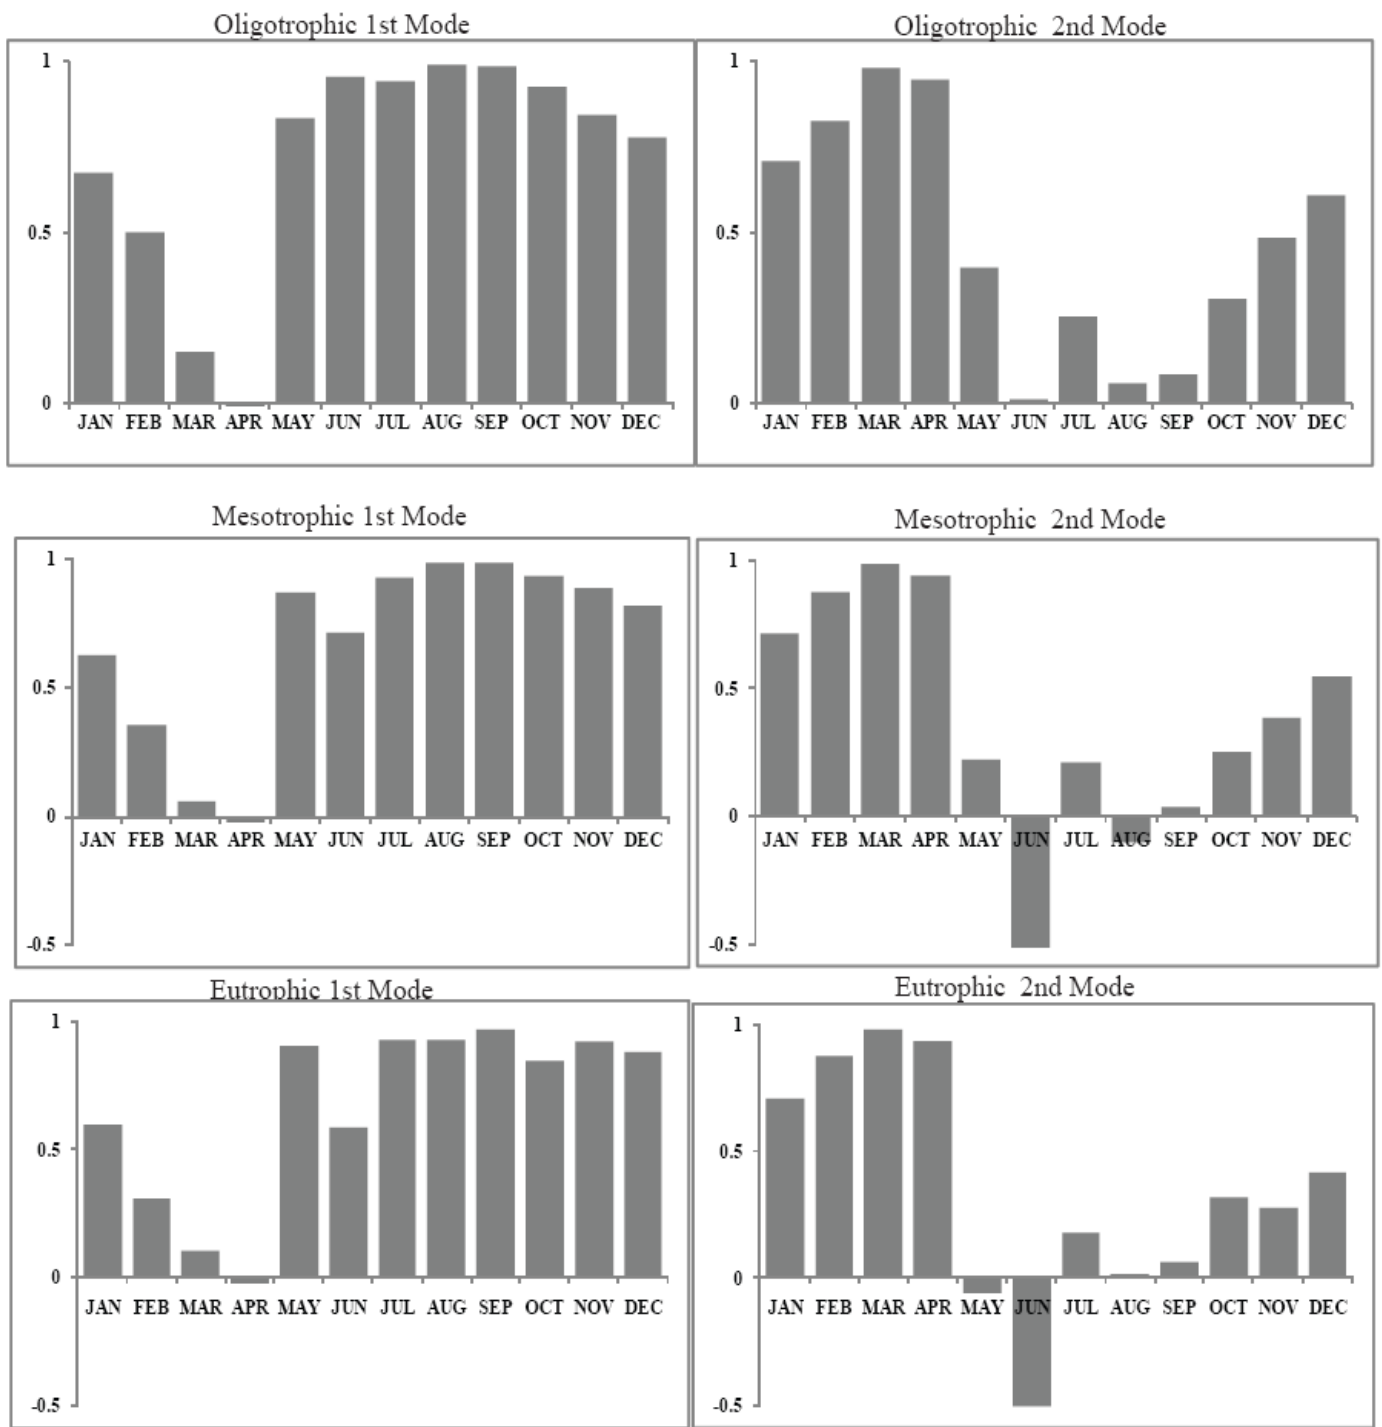 Oligotrophic 1st Mode
1
0.5
0
JAN FEB MAR APR MAY JUN JUL AUG SEP OCT NOV DEC
Oligotrophic 2nd Mode
1
0.5
0
JAN FEB MAR APR MAY JUN JUL AUG SEP OCT NOV DEC
Mesotrophic 1st Mode
1
0.5
0
JAN FEB MAR APR MAY JUN JUL AUG SEP OCT NOV DEC
-0.5
Mesotrophic 2nd Mode
1
0.5
0
JAN FEB MAR APR MAY JUN JUL AUG SEP OCT NOV DEC
-0.5
Eutrophic 1st Mode
1
0.5
0
JAN FEB MAR APR MAY JUN JUL AUG SEP OCT NOV DEC
-0.5
Eutrophic 2nd Mode
1
0.5
0
JAN FEB MAR APR MAY JUN JUL AUG SEP OCT NOV DEC
-0.5